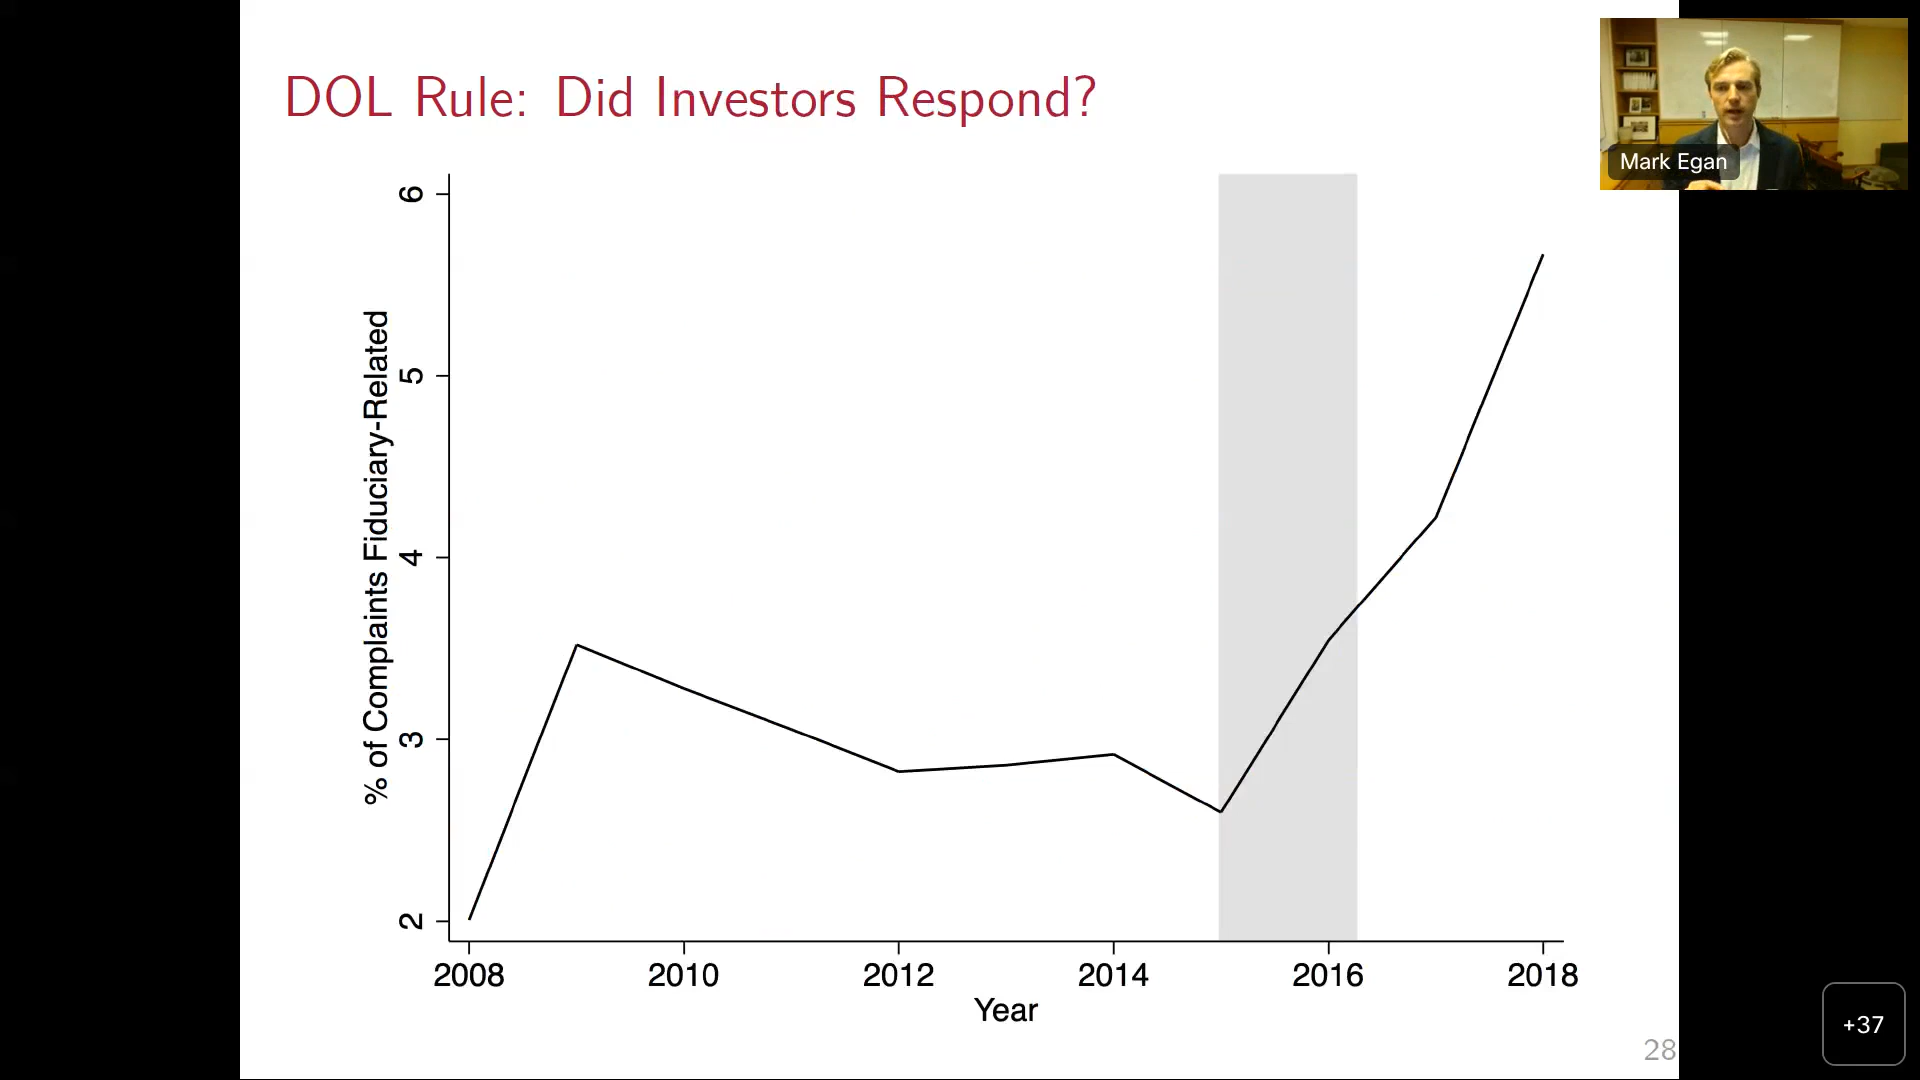 DOL Rule: Did Investors Respond?
Mark Egan
% of Complaints Fiduciary-Related
6
5
4
3
2
2008 2010 2012 2014 2016 2018
Year
28
+37